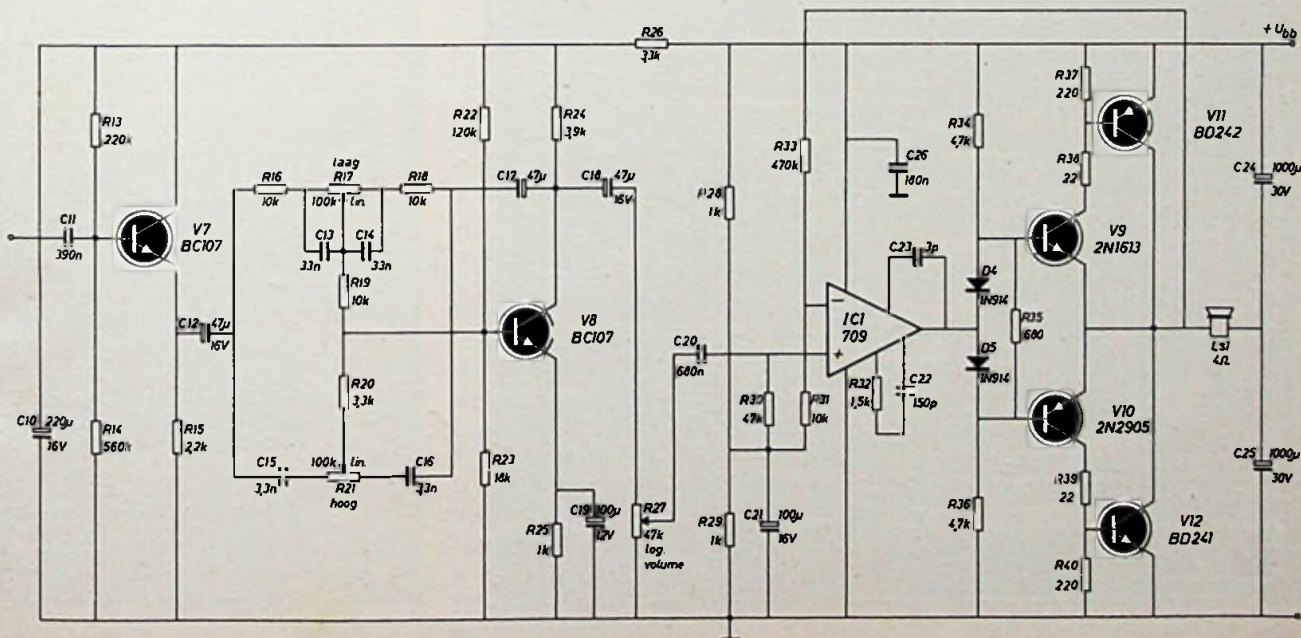 + Ubb
R26
3,3k
R13
220k
R22
120k
R24
3,9k
R37
220
V11
BD242
R34
4,7k
R33
470k
C26
180n
R38
22
C24
1000µ
30V
laag
R16
10k
R17
100k lin.
R18
10k
C17
47µ
C18
47µ
16V
R28
1k
C11
390n
V7
BC107
C13
33n
C14
33n
V9
2N1613
C23
3p
R19
10k
D4
1N914
IC1
709
R35
680
C12
47µ
16V
V8
BC107
C20
680n
D5
1N914
LS1
4Ω
R20
3,3k
R30
47k
R31
10k
R32
1,5k
C22
150p
V10
2N2905
C10
220µ
16V
R14
560k
R15
2,2k
C15
3,3n
100k lin.
R21
hoog
C16
3,3n
R23
18k
C25
1000µ
30V
R39
22
R36
4,7k
C19
100µ
12V
R27
47k
log.
volume
R25
1k
R29
1k
C21
100µ
16V
V12
BD241
R40
220